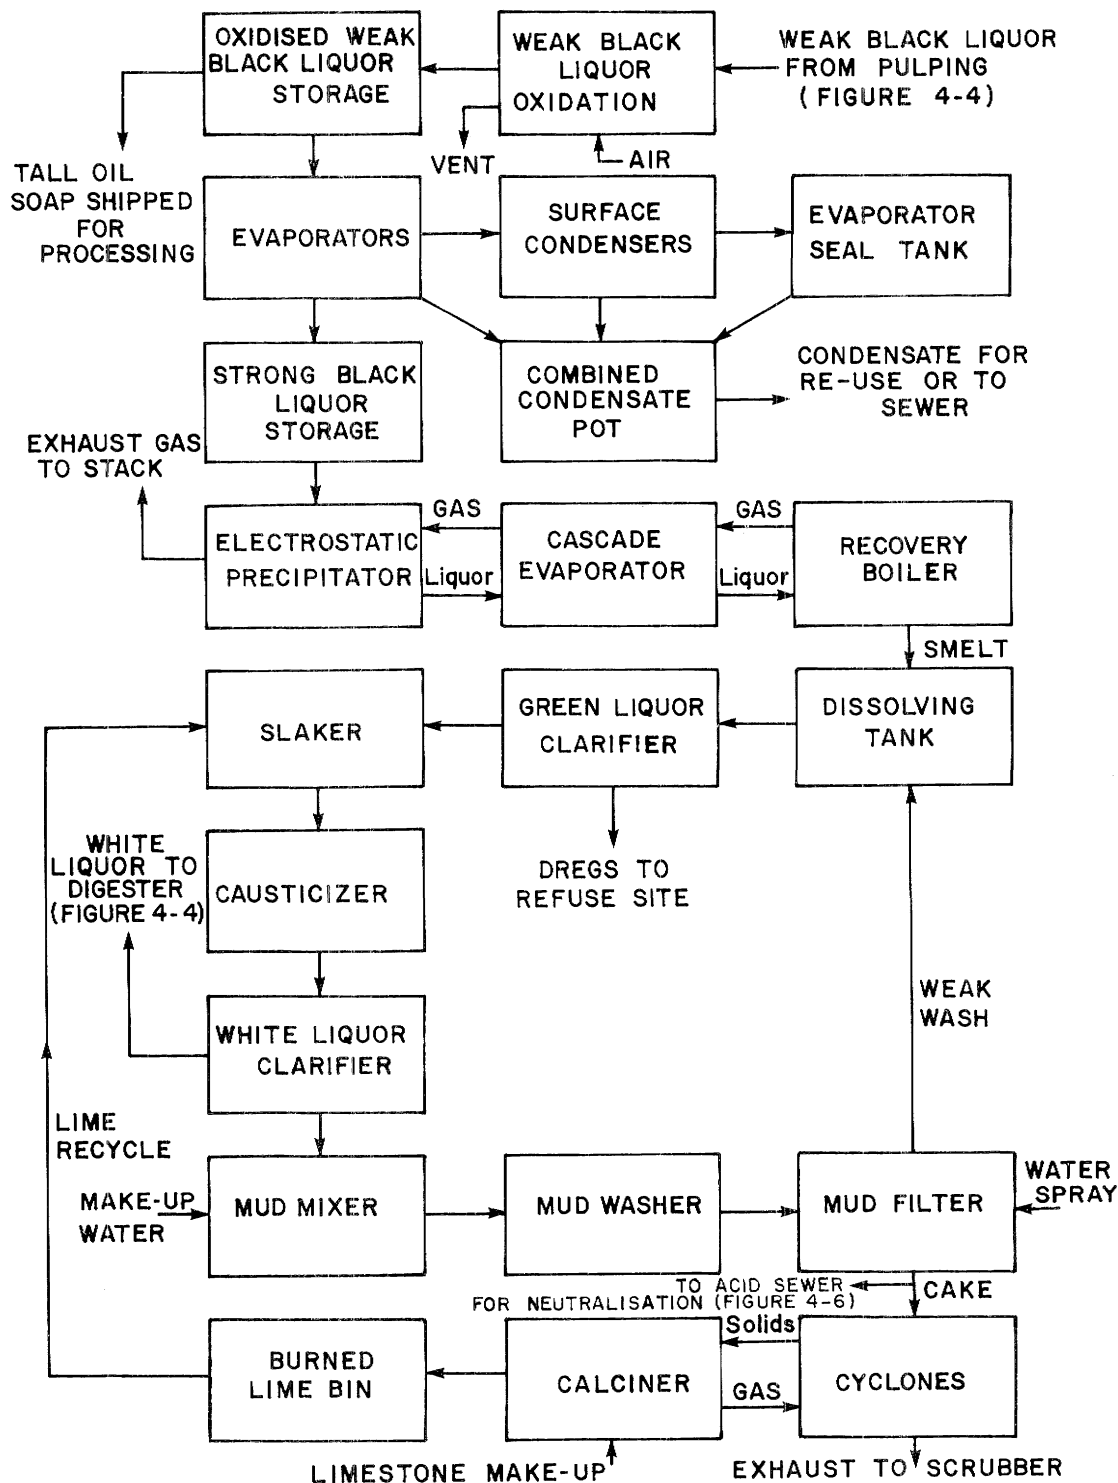 OXIDISED WEAK
BLACK LIQUOR
STORAGE
WEAK BLACK
LIQUOR
OXIDATION
WEAK BLACK LIQUOR
FROM PULPING
(FIGURE 4-4)
VENT
AIR
TALL OIL
SOAP SHIPPED
FOR
PROCESSING
EVAPORATORS
SURFACE
CONDENSERS
EVAPORATOR
SEAL TANK
STRONG BLACK
LIQUOR
STORAGE
COMBINED
CONDENSATE
POT
CONDENSATE FOR
RE-USE OR TO
SEWER
EXHAUST GAS
TO STACK
ELECTROSTATIC
PRECIPITATOR
GAS
Liquor
CASCADE
EVAPORATOR
GAS
Liquor
RECOVERY
BOILER
SMELT
SLAKER
GREEN LIQUOR
CLARIFIER
DISSOLVING
TANK
WHITE
LIQUOR TO
DIGESTER
(FIGURE 4-4)
CAUSTICIZER
DREGS TO
REFUSE SITE
WHITE LIQUOR
CLARIFIER
WEAK
WASH
LIME
RECYCLE
MAKE-UP
WATER
MUD MIXER
MUD WASHER
MUD FILTER
WATER
SPRAY
TO ACID SEWER
FOR NEUTRALISATION (FIGURE 4-6)
CAKE
Solids
BURNED
LIME BIN
CALCINER
GAS
CYCLONES
LIMESTONE MAKE-UP
EXHAUST TO SCRUBBER